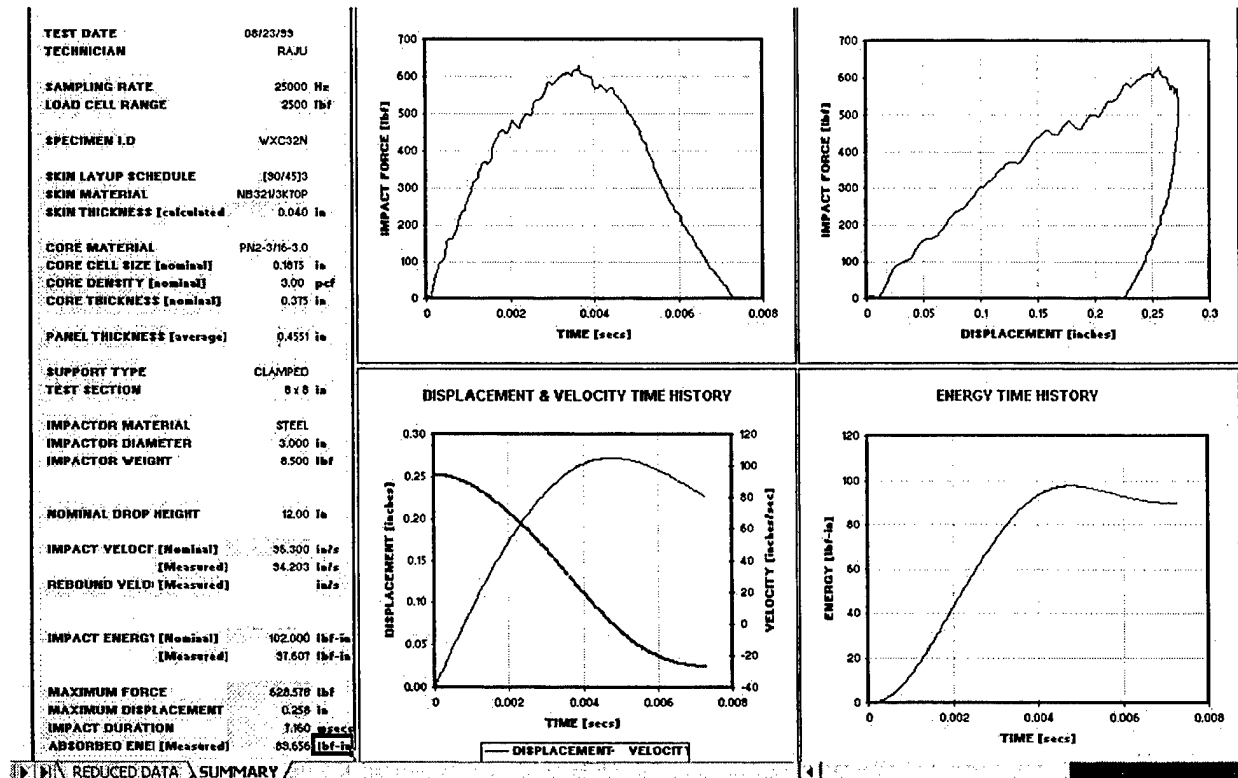 TEST DATE 08/23/99
TECHNICIAN RAJU
SAMPLING RATE 25000 Hz
LOAD CELL RANGE 2500 lbf
SPECIMEN I.D WXC32N
SKIN LAYUP SCHEDULE [90/45]3
SKIN MATERIAL NB321/3K70P
SKIN THICKNESS [calculated 0.040 in
CORE MATERIAL PN2-3/16-3.0
CORE CELL SIZE [nominal] 0.1875 in
CORE DENSITY [nominal] 3.00 pcf
CORE THICKNESS [nominal] 0.375 in
PANEL THICKNESS [average] 0.4551 in
SUPPORT TYPE CLAMPED
TEST SECTION 8 x 8 in
IMPACTOR MATERIAL STEEL
IMPACTOR DIAMETER 3.000 in
IMPACTOR WEIGHT 8.500 lbf
NOMINAL DROP HEIGHT 12.00 in
IMPACT VELOCI [Nominal] 96.300 in/s
[Measured] 94.203 in/s
REBOUND VELO [Measured] in/s
IMPACT ENERGY [Nominal] 102.000 lbf-in
[Measured] 97.607 lbf-in
MAXIMUM FORCE 628.578 lbf
MAXIMUM DISPLACEMENT 0.258 in
IMPACT DURATION 7.160 msecs
ABSORBED ENE [Measured] 89.656 lbf-in
REDUCED DATA SUMMARY
IMPACT FORCE [lbf]
700
600
500
400
300
200
100
0
0 0.002 0.004 0.006 0.008
TIME [secs]
IMPACT FORCE [lbf]
700
600
500
400
300
200
100
0
0 0.05 0.1 0.15 0.2 0.25 0.3
DISPLACEMENT [inches]
DISPLACEMENT & VELOCITY TIME HISTORY
DISPLACEMENT [inches]
0.30
0.25
0.20
0.15
0.10
0.05
0.00
120
100
80
60
40
20
0
-20
-40
VELOCITY [inches/sec]
0 0.002 0.004 0.006 0.008
TIME [secs]
DISPLACEMENT VELOCIT
ENERGY TIME HISTORY
ENERGY [lbf-in]
120
100
80
60
40
20
0
0 0.002 0.004 0.006 0.008
TIME [secs]